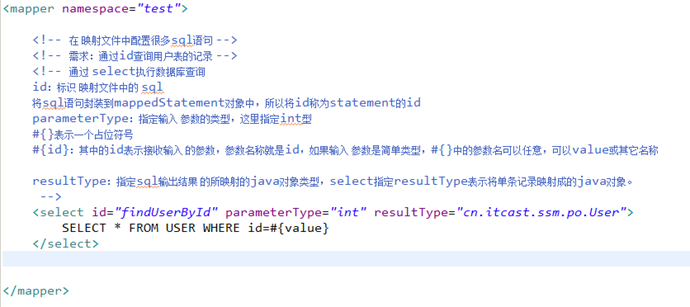 <mapper namespace="test">
<!-- 在映射文件中配置很多sql语句 -->
<!-- 需求：通过id查询用户表的记录 -->
<!-- 通过 select执行数据库查询
id：标识 映射文件中的 sql
将sql语句封装到mappedStatement对象中，所以将id称为statement的id
parameterType：指定输入 参数的类型，这里指定int型
#{}表示一个占位符号
#{id}：其中的id表示接收输入 的参数，参数名称就是id，如果输入 参数是简单类型，#{}中的参数名可以任意，可以value或其它名称
resultType：指定sql输出结果 的所映射的java对象类型，select指定resultType表示将单条记录映射成的java对象。
-->
<select id="findUserById" parameterType="int" resultType="cn.itcast.ssm.po.User">
SELECT * FROM USER WHERE id=#{value}
</select>
</mapper>